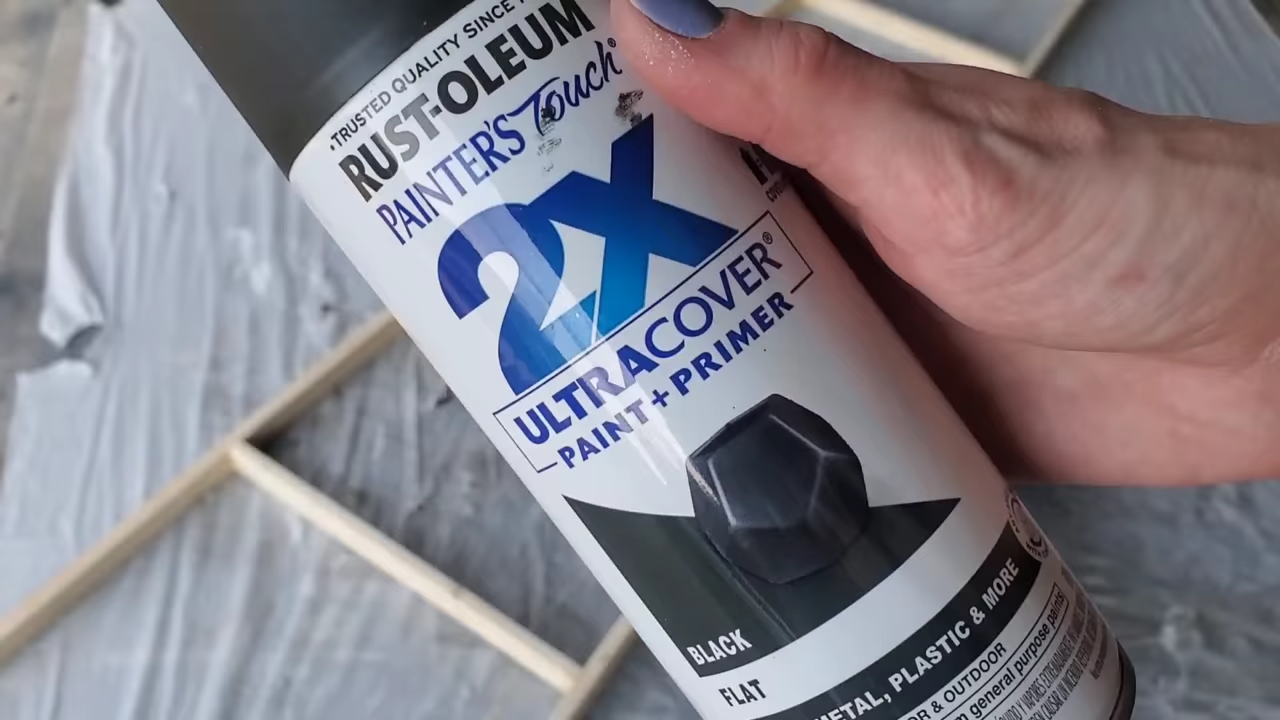 TRUSTED QUALITY SINCE
RUST-OLEUM
PAINTER'S Touch®
2X
ULTRACOVER®
PAINT + PRIMER
BLACK
FLAT
METAL, PLASTIC & MORE
& OUTDOOR
general purpose paints